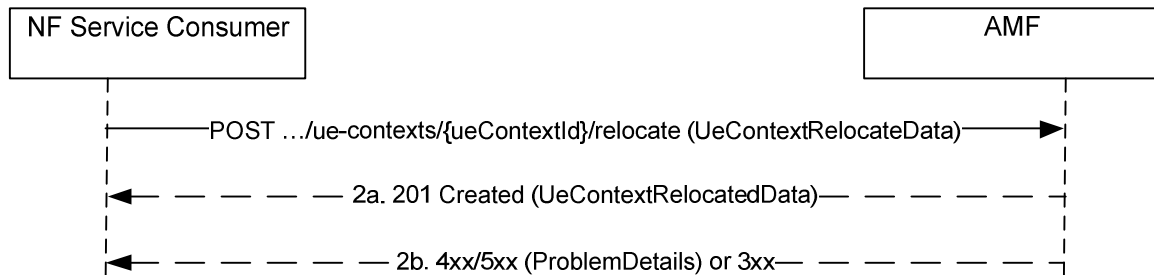 NF Service Consumer
AMF
POST …/ue-contexts/{ueContextId}/relocate (UeContextRelocateData)
2a. 201 Created (UeContextRelocatedData)
2b. 4xx/5xx (ProblemDetails) or 3xx